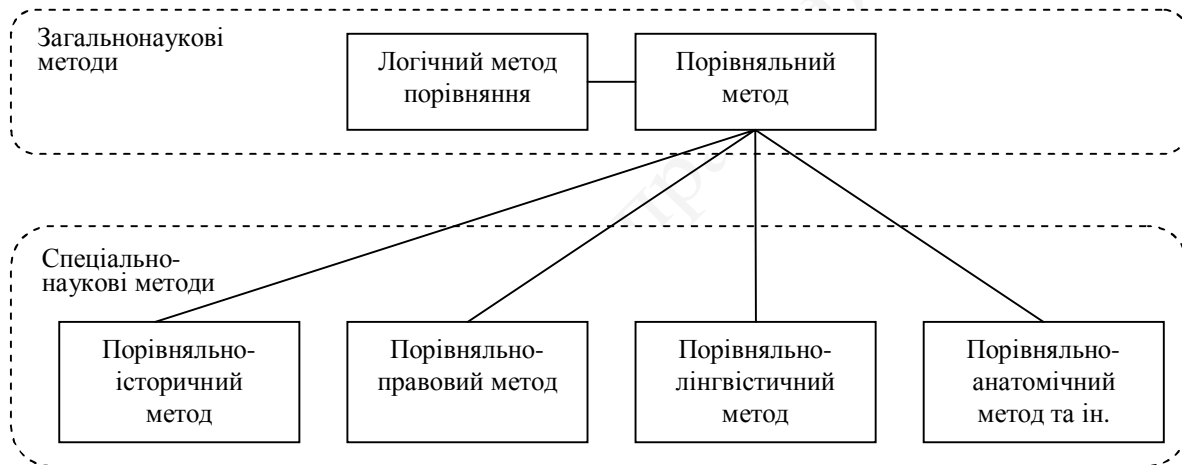 Загальнонаукові
методи
Логічний метод
порівняння
Порівняльний
метод
Спеціально-
наукові методи
Порівняльно-
історичний
метод
Порівняльно-
правовий метод
Порівняльно-
лінгвістичний
метод
Порівняльно-
анатомічний
метод та ін.